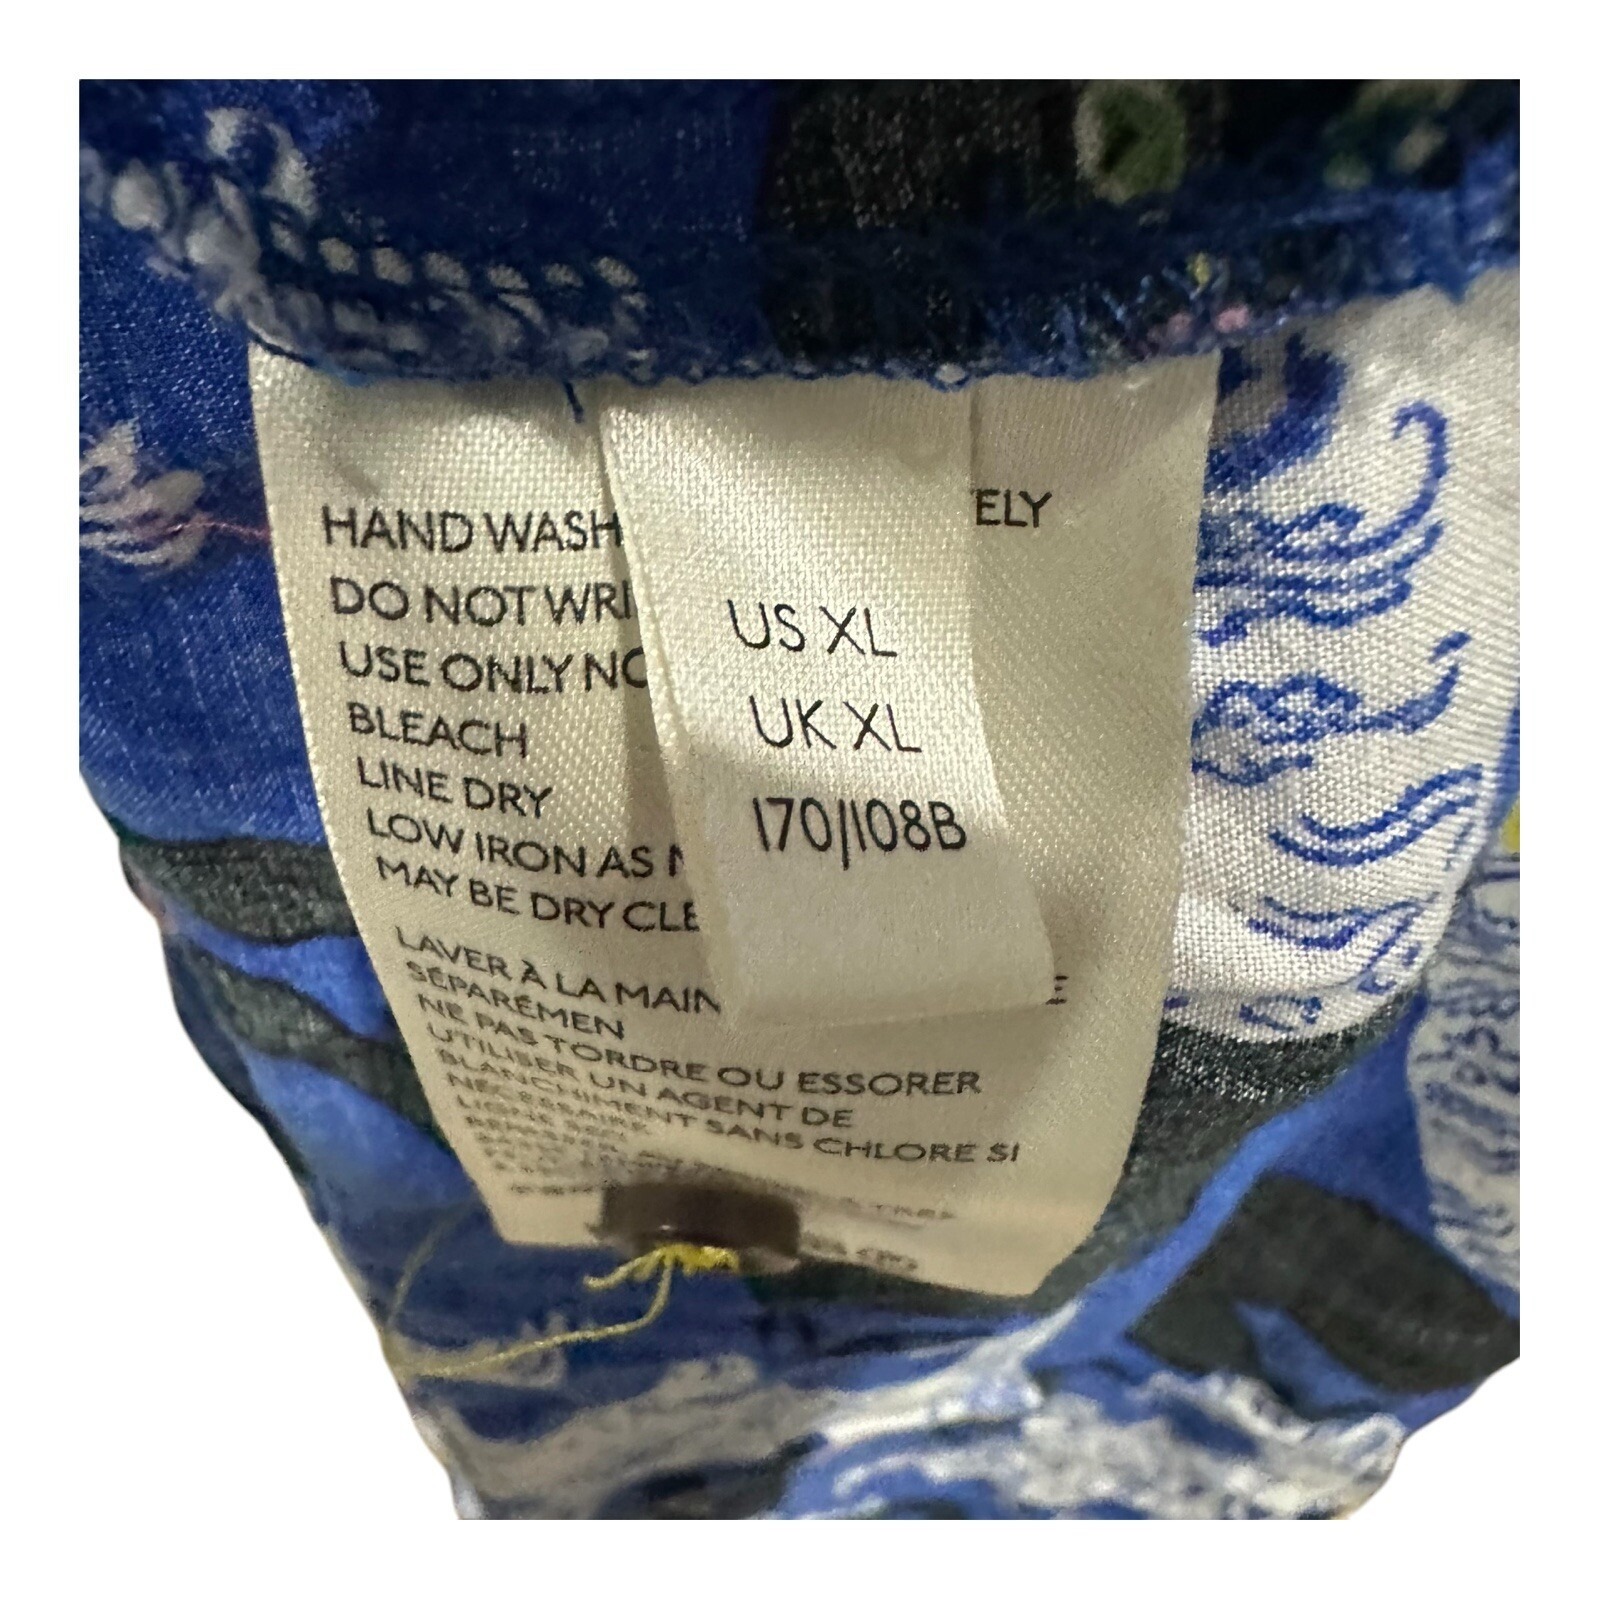 HAND WASH
ELY
DO NOT WRI
USE ONLY NO
BLEACH
LINE DRY
LOW IRON AS N
MAY BE DRY CLE
LAVER À LA MAIN
E
SÉPARÉMEN
NE PAS TORDRE OU ESSORER
UTILISER UN AGENT DE
BLANCHIMENT SANS CHLORE SI
NÉCESSAIRE
US XL
UK XL
170/108B